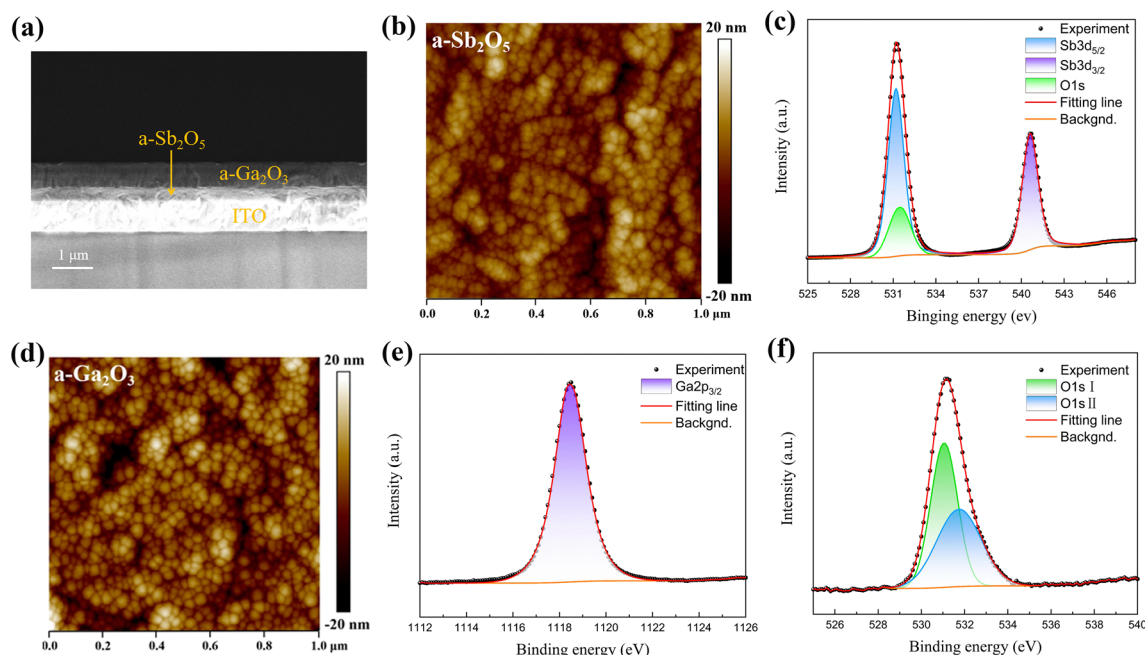 (a)
a-Sb₂O₅
a-Ga₂O₃
ITO
1 μm
(b)
a-Sb₂O₅
20 nm
-20 nm
0.0 0.2 0.4 0.6 0.8 1.0 μm
(c)
Experiment
Sb3d₅/₂
Sb3d₃/₂
O1s
Fitting line
Backgnd.
Intensity (a.u.)
525 528 531 534 537 540 543 546
Binging energy (ev)
(d)
a-Ga₂O₃
20 nm
-20 nm
0.0 0.2 0.4 0.6 0.8 1.0 μm
(e)
Experiment
Ga2p₃/₂
Fitting line
Backgnd.
Intensity (a.u.)
1112 1114 1116 1118 1120 1122 1124 1126
Binding energy (eV)
(f)
Experiment
O1s Ⅰ
O1s Ⅱ
Fitting line
Backgnd.
Intensity (a.u.)
526 528 530 532 534 536 538 540
Binding energy (eV)